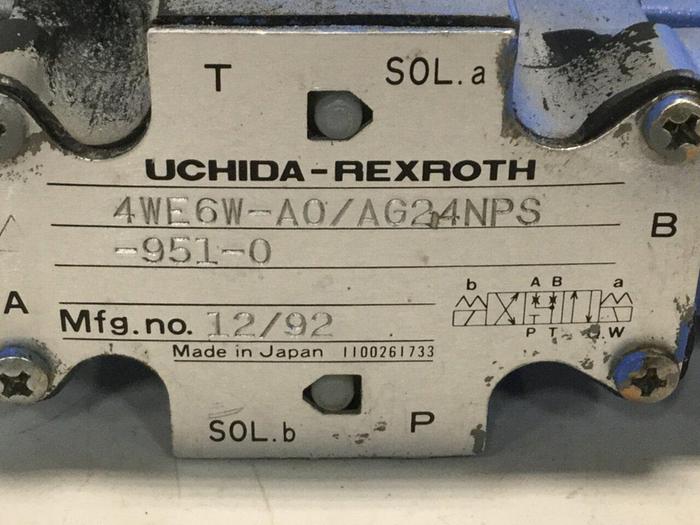 T SOL.a
UCHIDA-REXROTH
4WE6W-A0/AG24NPS
-951-0
B
A
b A B a
P T W
Mfg.no. 12/92
Made in Japan 1100261733
SOL.b P